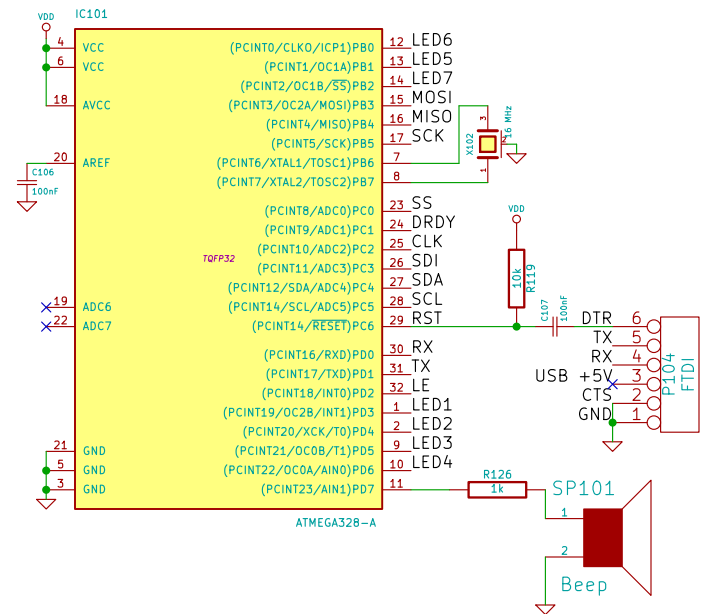 VDD
IC101
4 VCC (PCINT0/CLKO/ICP1)PB0 12 LED6
6 VCC (PCINT1/OC1A)PB1 13 LED5
(PCINT2/OC1B/SS)PB2 14 LED7
18 AVCC (PCINT3/OC2A/MOSI)PB3 15 MOSI
(PCINT4/MISO)PB4 16 MISO
(PCINT5/SCK)PB5 17 SCK
20 AREF (PCINT6/XTAL1/TOSC1)PB6 7
(PCINT7/XTAL2/TOSC2)PB7 8
3
X102
16 MHz
2
1
C106
100nF
(PCINT8/ADC0)PC0 23 SS
(PCINT9/ADC1)PC1 24 DRDY
(PCINT10/ADC2)PC2 25 CLK
TQFP32
(PCINT11/ADC3)PC3 26 SDI
(PCINT12/SDA/ADC4)PC4 27 SDA
19 ADC6 (PCINT14/SCL/ADC5)PC5 28 SCL
22 ADC7 (PCINT14/RESET)PC6 29 RST
VDD
10k
R119
C107
100nF
DTR 6
TX 5
RX 4
USB +5V 3
CTS 2
GND 1
P104
FTDI
(PCINT16/RXD)PD0 30 RX
(PCINT17/TXD)PD1 31 TX
(PCINT18/INT0)PD2 32 LE
(PCINT19/OC2B/INT1)PD3 1 LED1
(PCINT20/XCK/T0)PD4 2 LED2
21 GND (PCINT21/OC0B/T1)PD5 9 LED3
5 GND (PCINT22/OC0A/AIN0)PD6 10 LED4
3 GND (PCINT23/AIN1)PD7 11
R126
1k
SP101
1
2
Beep
ATMEGA328-A